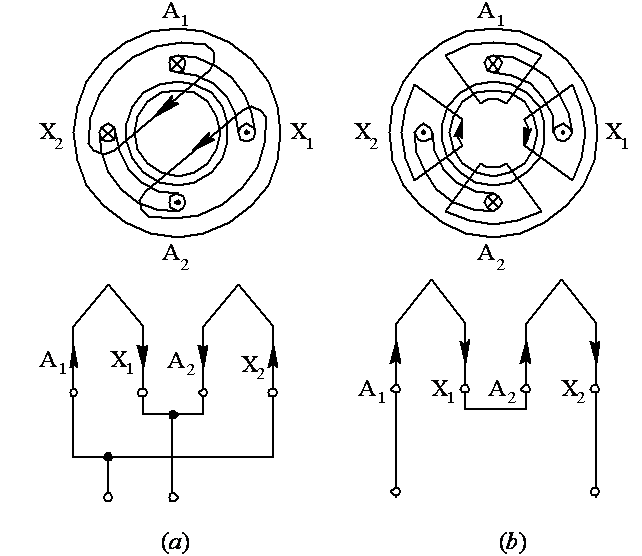 A1 A1
X2 X1 X2 X1
A2 A2
A1 X1 A2 X2 A1 X1 A2 X2
(a) (b)